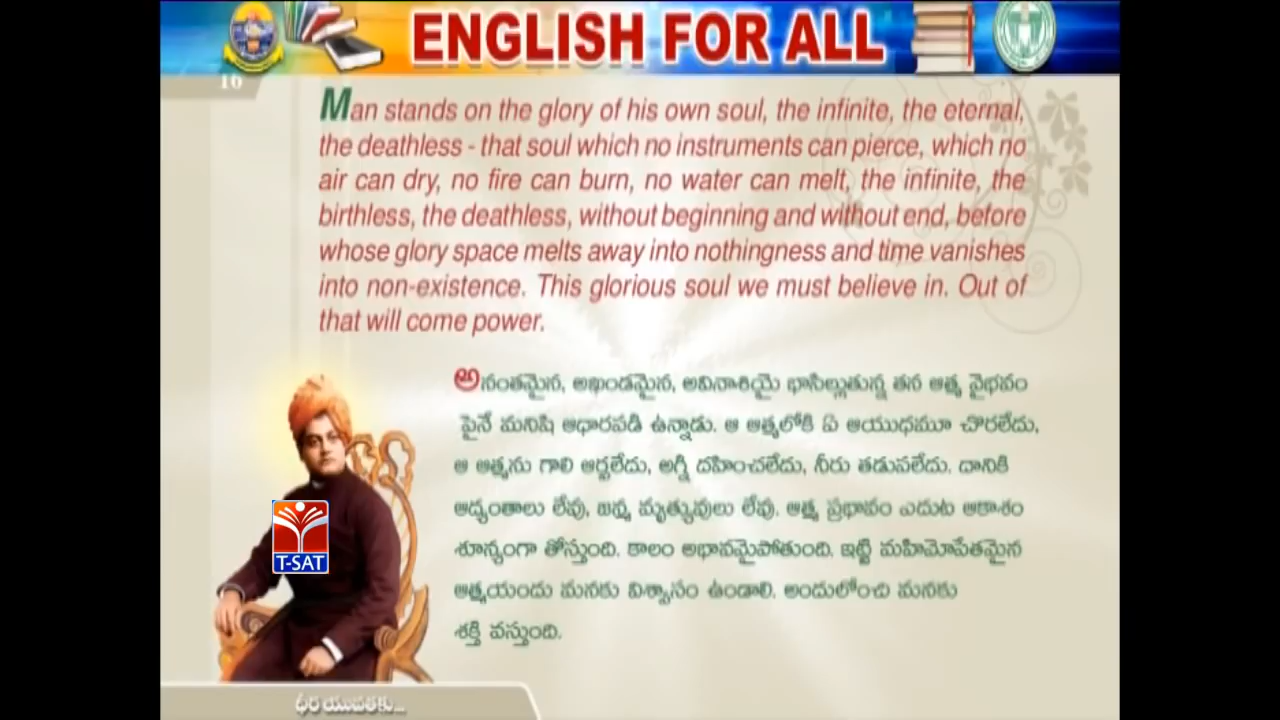 ENGLISH FOR ALL
16
Man stands on the glory of his own soul, the infinite, the eternal,
the deathless - that soul which no instruments can pierce, which no
air can dry, no fire can burn, no water can melt, the infinite, the
birthless, the deathless, without beginning and without end, before
whose glory space melts away into nothingness and time vanishes
into non-existence. This glorious soul we must believe in. Out of
that will come power.
అనంతమైన, అఖండమైన, అవినాశియై భాసిల్లుతున్న తన ఆత్మ వైభవం
పైనే మనిషి ఆధారపడి ఉన్నాడు. ఆ ఆత్మలోకి ఏ ఆయుధమూ చొరలేదు,
ఆ ఆత్మను గాలి ఆర్పలేదు, అగ్ని దహించలేదు, నీరు తడుపలేదు. దానికి
ఆద్యంతాలు లేవు, జన్మ మృత్యువులు లేవు. ఆత్మ ప్రభావం ఎదుట ఆకాశం
శూన్యంగా తోస్తుంది. కాలం అభావమైపోతుంది. ఇట్టి మహిమోపేతమైన
ఆత్మయందు మనకు విశ్వాసం ఉండాలి. అందులోంచి మనకు
శక్తి వస్తుంది.
T-SAT
ధీర యువతకు...